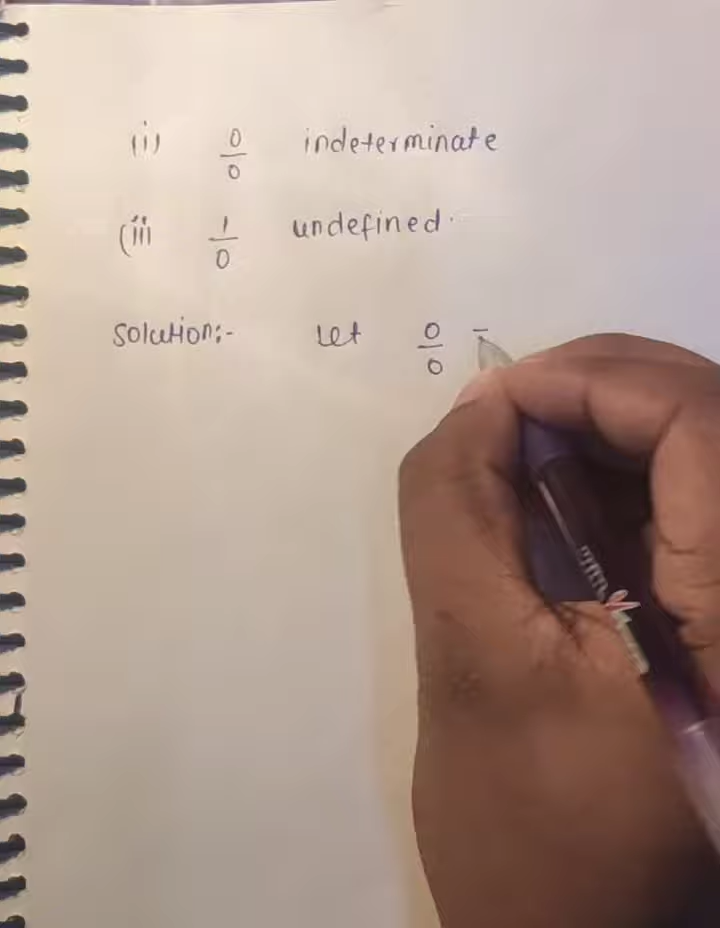 (i) 0/0 indeterminate
(ii) 1/0 undefined.
Solution:- Let 0/0 =